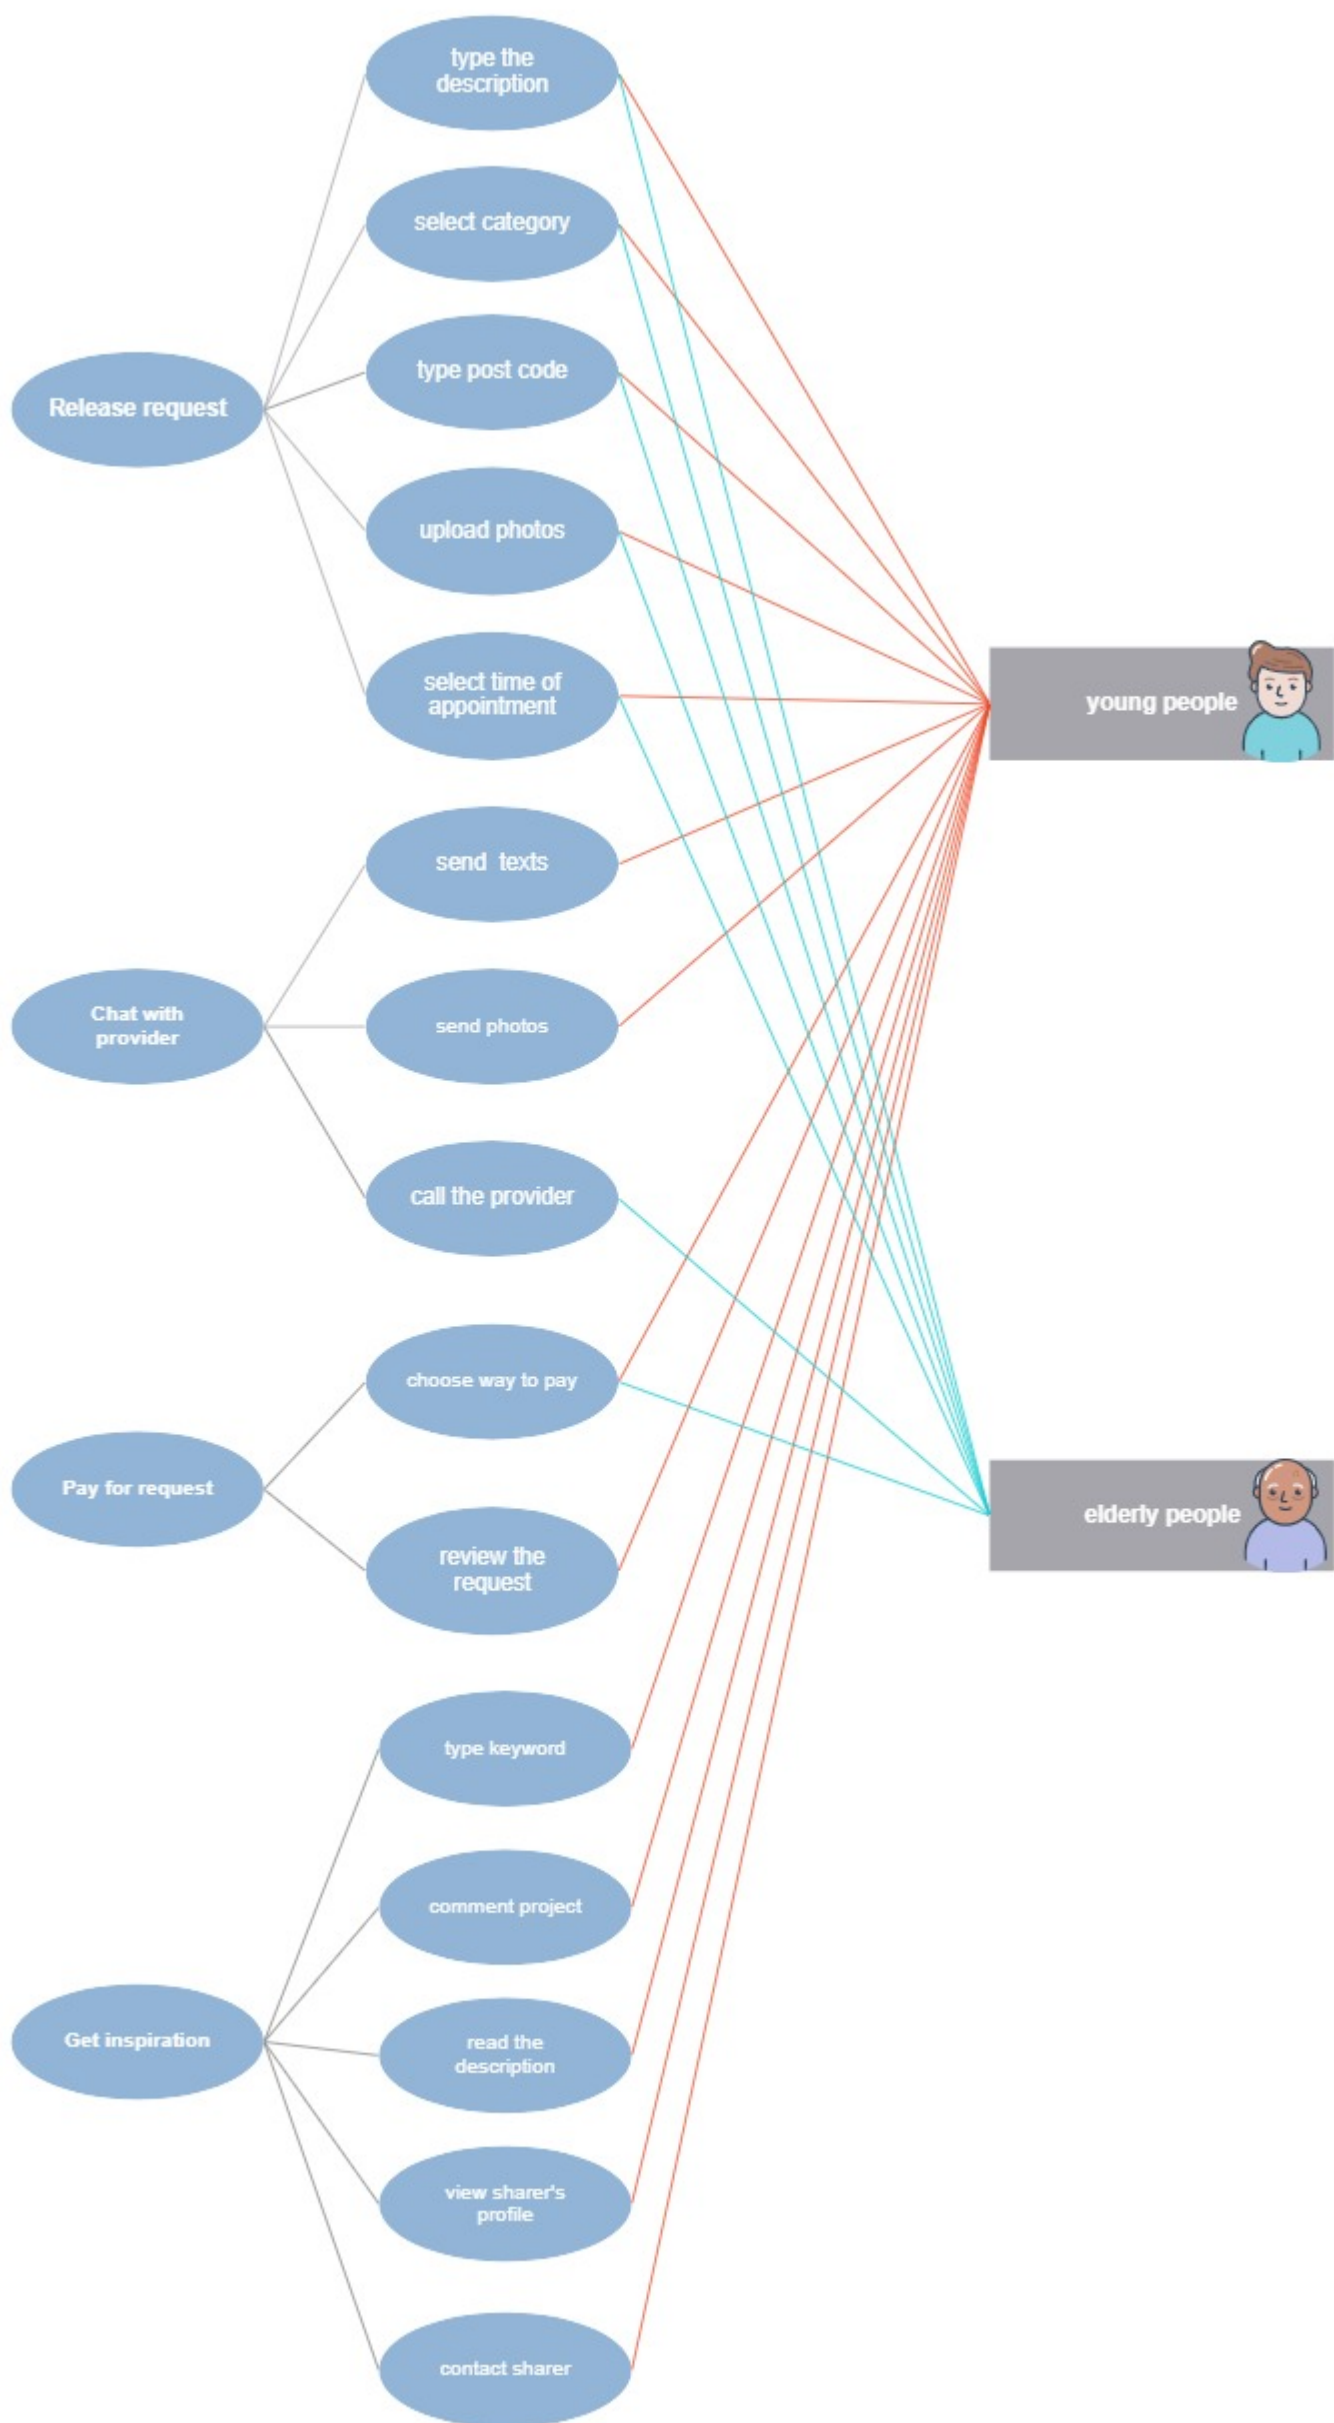 type the
description
select category
type post code
Release request
upload photos
select time of
appointment
young people
send  texts
Chat with
provider
send photos
call the provider
choose way to pay
Pay for request
review the
request
elderly people
type keyword
comment project
Get inspiration
read the
description
view sharer's
profile
contact sharer